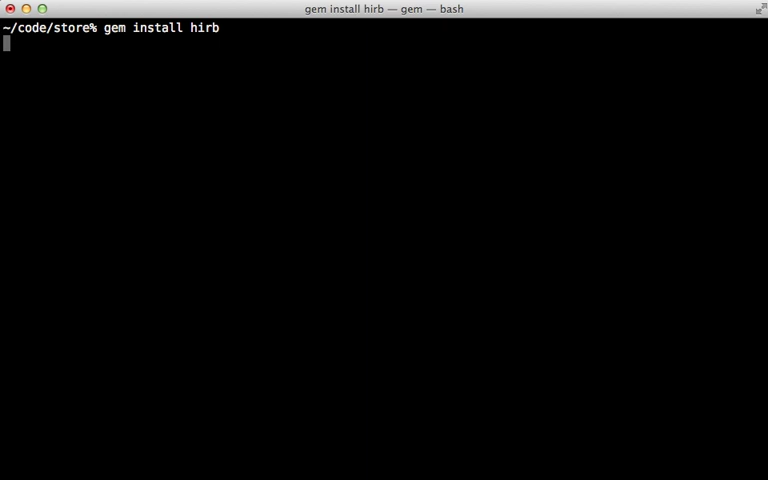 gem install hirb — gem — bash
~/code/store% gem install hirb